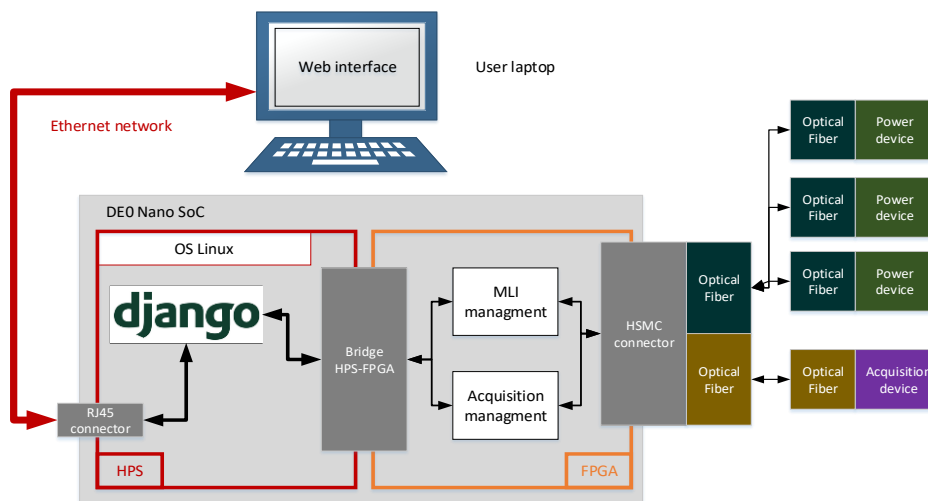 Web interface
User laptop
Ethernet network
Optical
Fiber
Power
device
DE0 Nano SoC
Optical
Fiber
Power
device
OS Linux
Optical
Fiber
Power
device
django
MLI
managment
HSMC
connector
Optical
Fiber
Bridge
HPS-FPGA
Acquisition
managment
Optical
Fiber
Optical
Fiber
Acquisition
device
RJ45
connector
HPS
FPGA